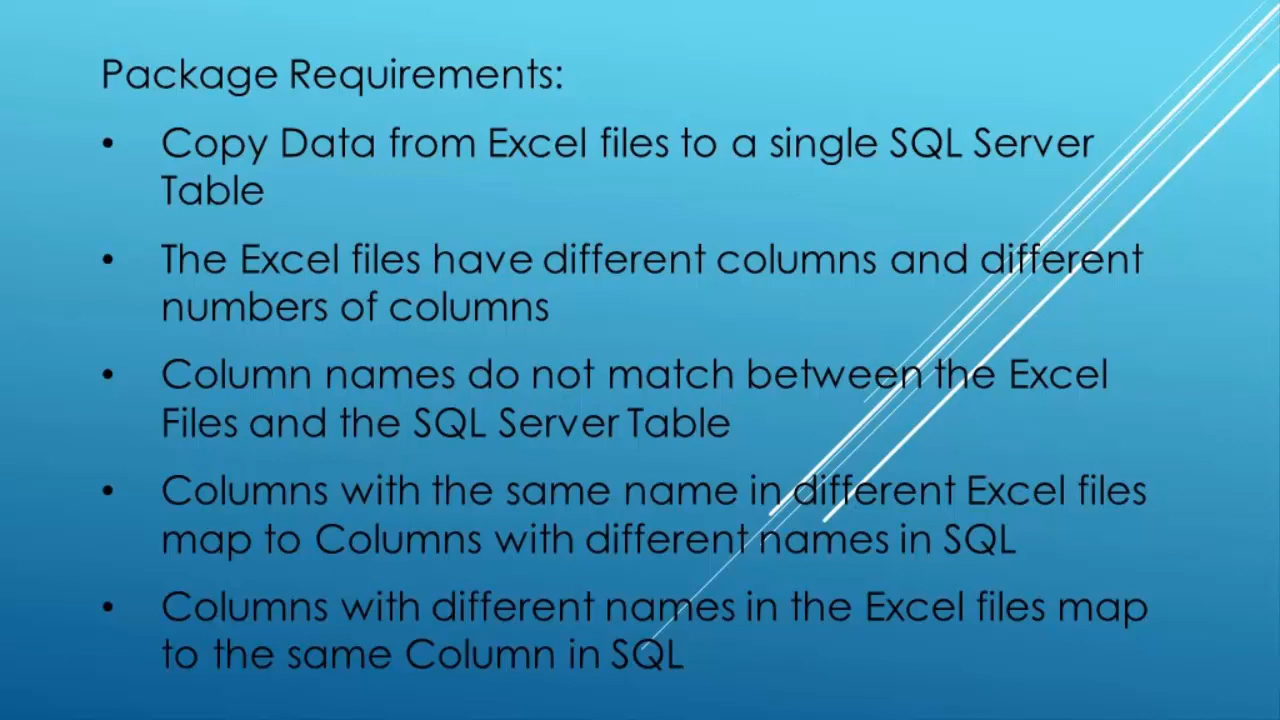 Package Requirements:
• Copy Data from Excel files to a single SQL Server
Table
• The Excel files have different columns and different
numbers of columns
• Column names do not match between the Excel
Files and the SQL Server Table
• Columns with the same name in different Excel files
map to Columns with different names in SQL
• Columns with different names in the Excel files map
to the same Column in SQL